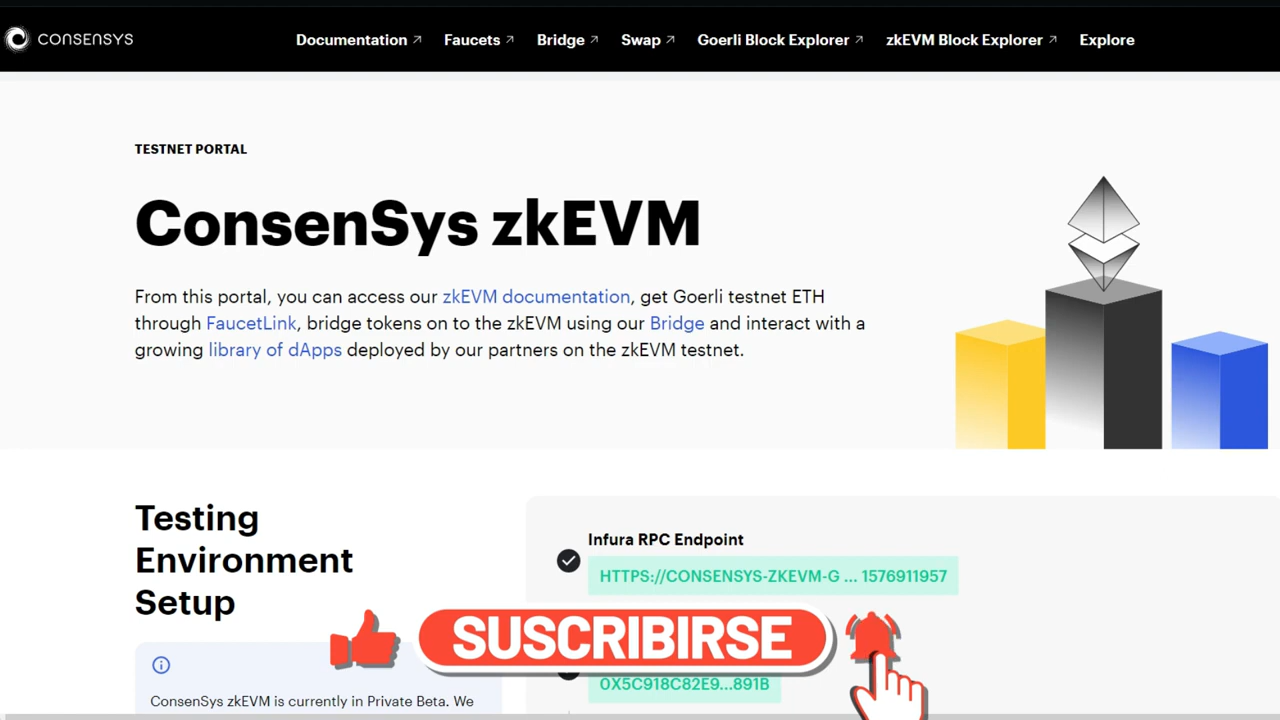 CONSENSYS
Documentation ↗ Faucets ↗ Bridge ↗ Swap ↗ Goerli Block Explorer ↗ zkEVM Block Explorer ↗ Explore
TESTNET PORTAL
ConsenSys zkEVM
From this portal, you can access our zkEVM documentation, get Goerli testnet ETH
through FaucetLink, bridge tokens on to the zkEVM using our Bridge and interact with a
growing library of dApps deployed by our partners on the zkEVM testnet.
Testing
Environment
Setup
ConsenSys zkEVM is currently in Private Beta. We
Infura RPC Endpoint
HTTPS://CONSENSYS-ZKEVM-G ... 1576911957
SUSCRIBIRSE
0X5C918C82E9...891B